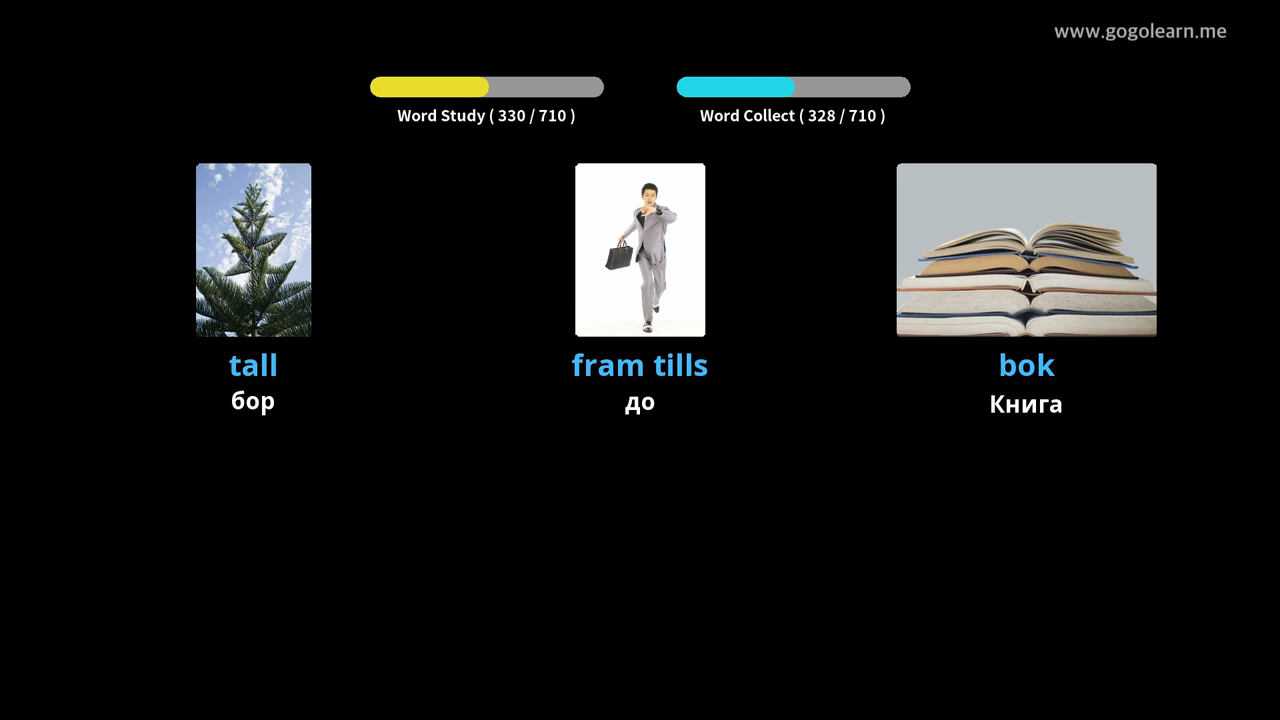 www.gogolearn.me
Word Study ( 330 / 710 )
Word Collect ( 328 / 710 )
tall
бор
fram tills
до
bok
Книга